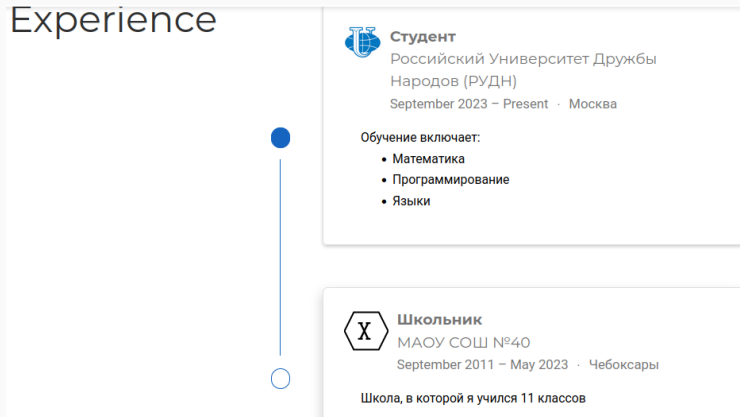 Experience
Студент
Российский Университет Дружбы
Народов (РУДН)
September 2023 – Present · Москва
Обучение включает:
• Математика
• Программирование
• Языки
X
Школьник
МАОУ СОШ №40
September 2011 – May 2023 · Чебоксары
Школа, в которой я учился 11 классов